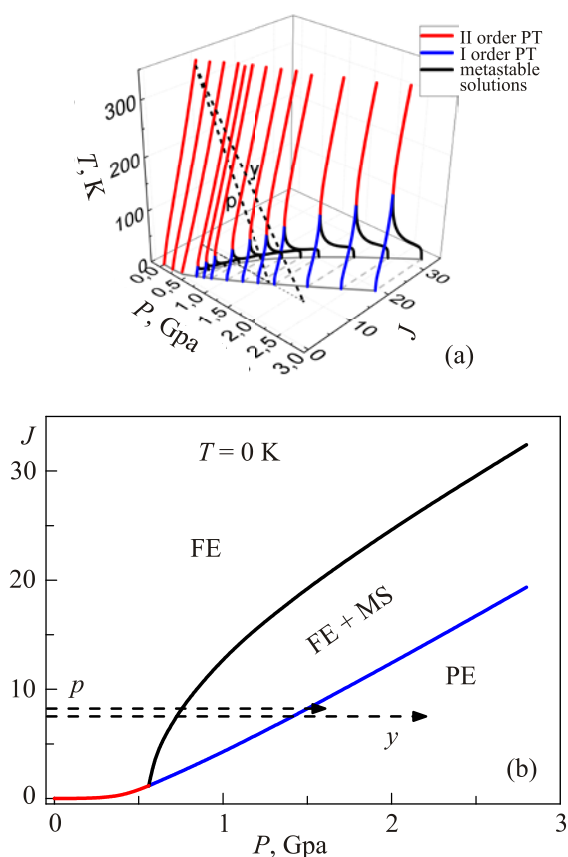 II order PT
I order PT
metastable
solutions
300
200
100
0
T, K
y
p
0,0
0,5
1,0
1,5
2,0
2,5
3,0
P, Gpa
0
10
20
30
J
(a)
J
T = 0 K
30
FE
20
FE + MS
PE
10
p
y
(b)
0
0
1
2
3
P, Gpa